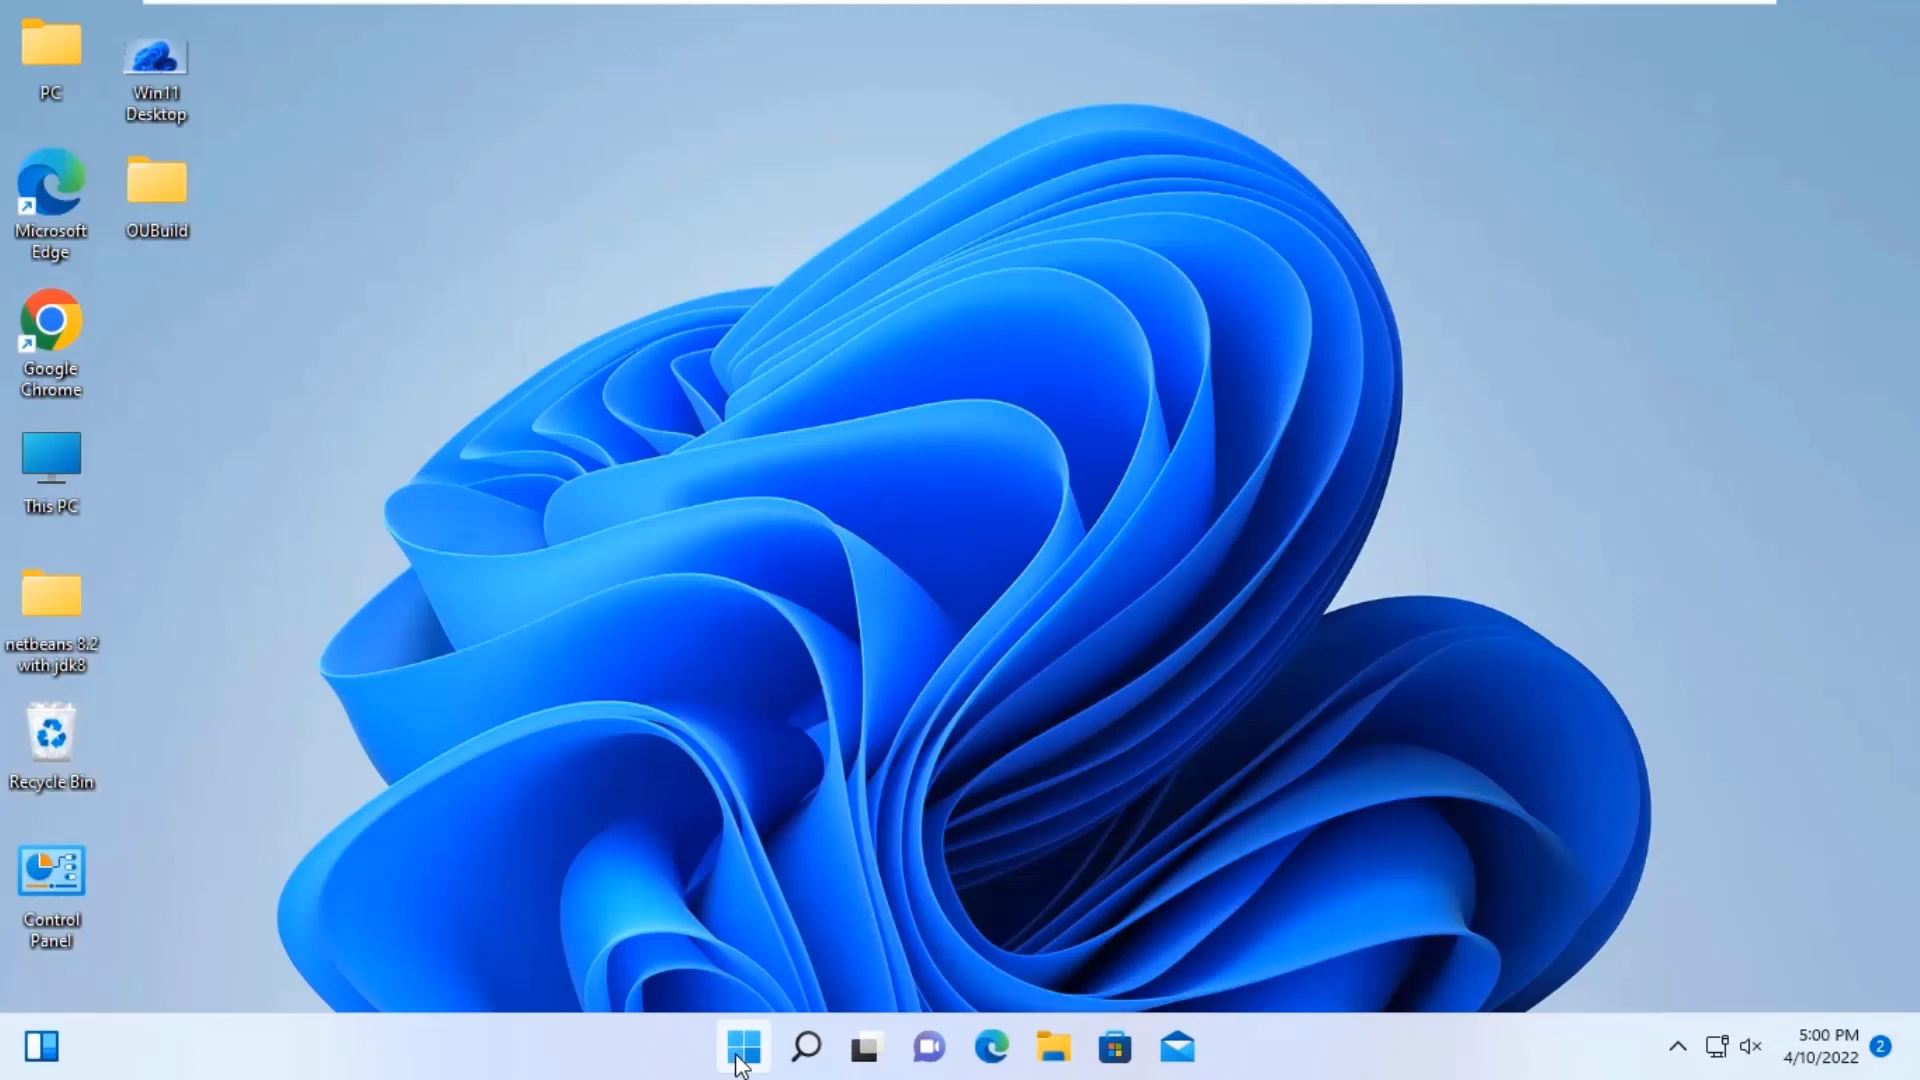 PC
Win11
Desktop
Microsoft
Edge
OUBuild
Google
Chrome
This PC
netbeans 8.2
with jdk8
Recycle Bin
Control
Panel
5:00 PM
4/10/2022
2